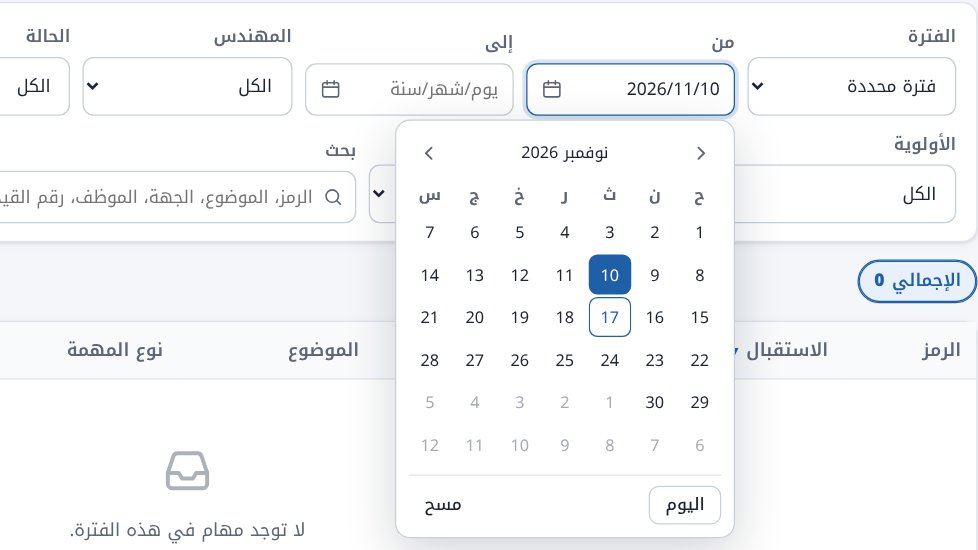 الفترة من إلى المهندس الحالة
فترة محددة 2026/11/10 يوم/شهر/سنة الكل الكل
الأولوية بحث
الكل الرمز، الموضوع، الجهة، الموظف، رقم القيد
نوفمبر 2026
ح ن ث ر خ ج س
1 2 3 4 5 6 7
8 9 10 11 12 13 14
15 16 17 18 19 20 21
22 23 24 25 26 27 28
29 30 1 2 3 4 5
6 7 8 9 10 11 12
اليوم مسح
الإجمالي 0
الرمز الاستقبال الموضوع نوع المهمة
لا توجد مهام في هذه الفترة.